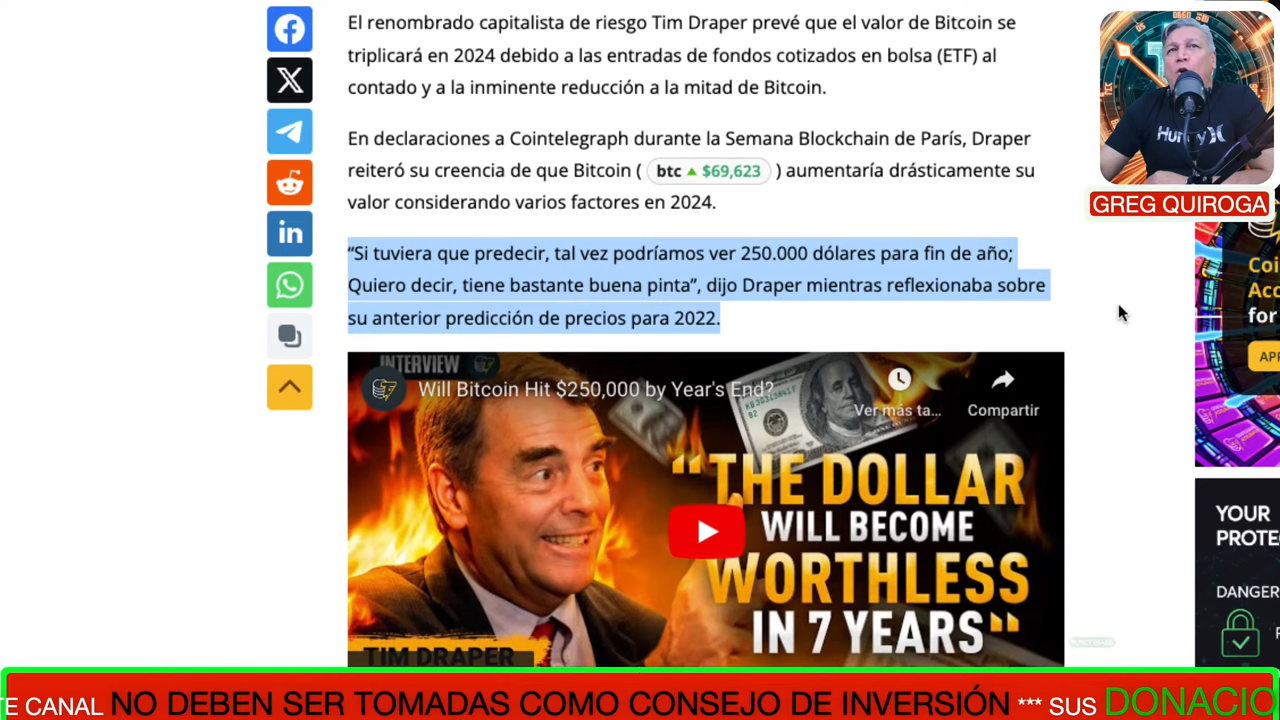 El renombrado capitalista de riesgo Tim Draper prevé que el valor de Bitcoin se
triplicará en 2024 debido a las entradas de fondos cotizados en bolsa (ETF) al
contado y a la inminente reducción a la mitad de Bitcoin.
En declaraciones a Cointelegraph durante la Semana Blockchain de París, Draper
reiteró su creencia de que Bitcoin ( btc ▲ $69,623 ) aumentaría drásticamente su
valor considerando varios factores en 2024.
“Si tuviera que predecir, tal vez podríamos ver 250.000 dólares para fin de año;
Quiero decir, tiene bastante buena pinta”, dijo Draper mientras reflexionaba sobre
su anterior predicción de precios para 2022.
INTERVIEW
Will Bitcoin Hit $250,000 by Year's End?
Ver más ta...
Compartir
“THE DOLLAR
WILL BECOME
WORTHLESS
IN 7 YEARS”
TIM DRAPER
Hurley
GREG QUIROGA
Coi
Acc
for
APP
YOUR
PROTE
DANGER
TE CANAL NO DEBEN SER TOMADAS COMO CONSEJO DE INVERSIÓN *** SUS DONACIO